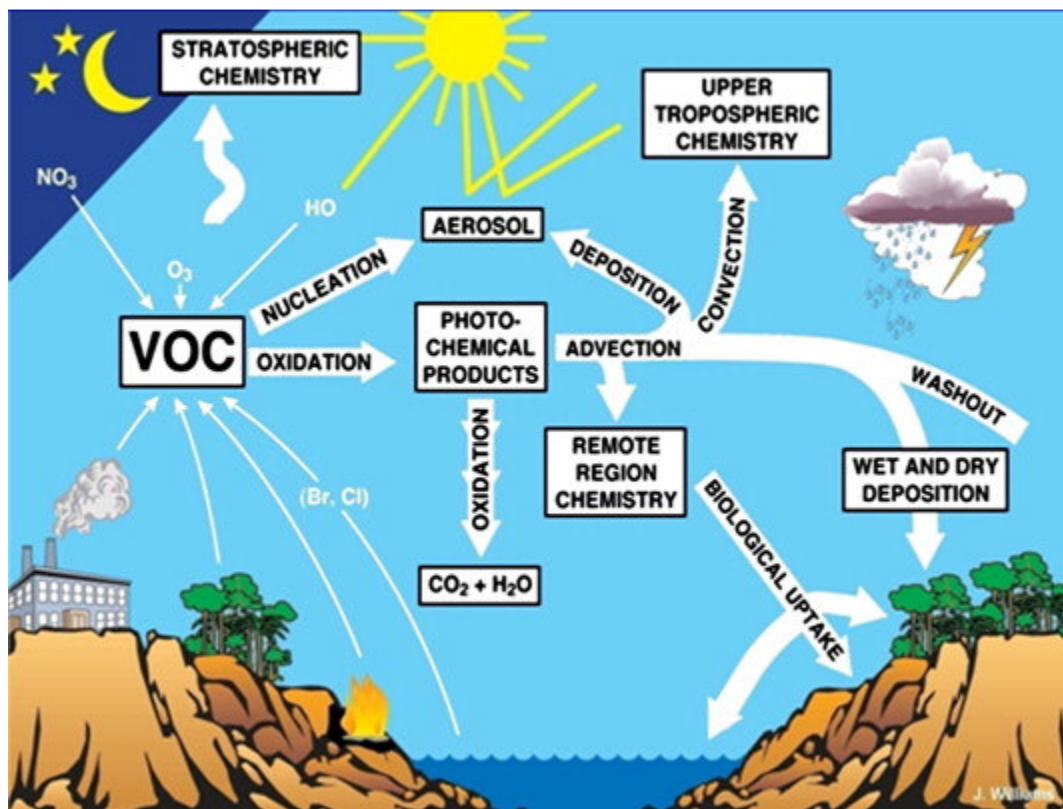 STRATOSPHERIC
CHEMISTRY
UPPER
TROPOSPHERIC
CHEMISTRY
NO₃
HO
AEROSOL
O₃
NUCLEATION
DEPOSITION
CONVECTION
VOC
OXIDATION
PHOTO-
CHEMICAL
PRODUCTS
ADVECTION
WASHOUT
OXIDATION
REMOTE
REGION
CHEMISTRY
WET AND DRY
DEPOSITION
(Br, Cl)
BIOLOGICAL UPTAKE
CO₂ + H₂O
J. Williams